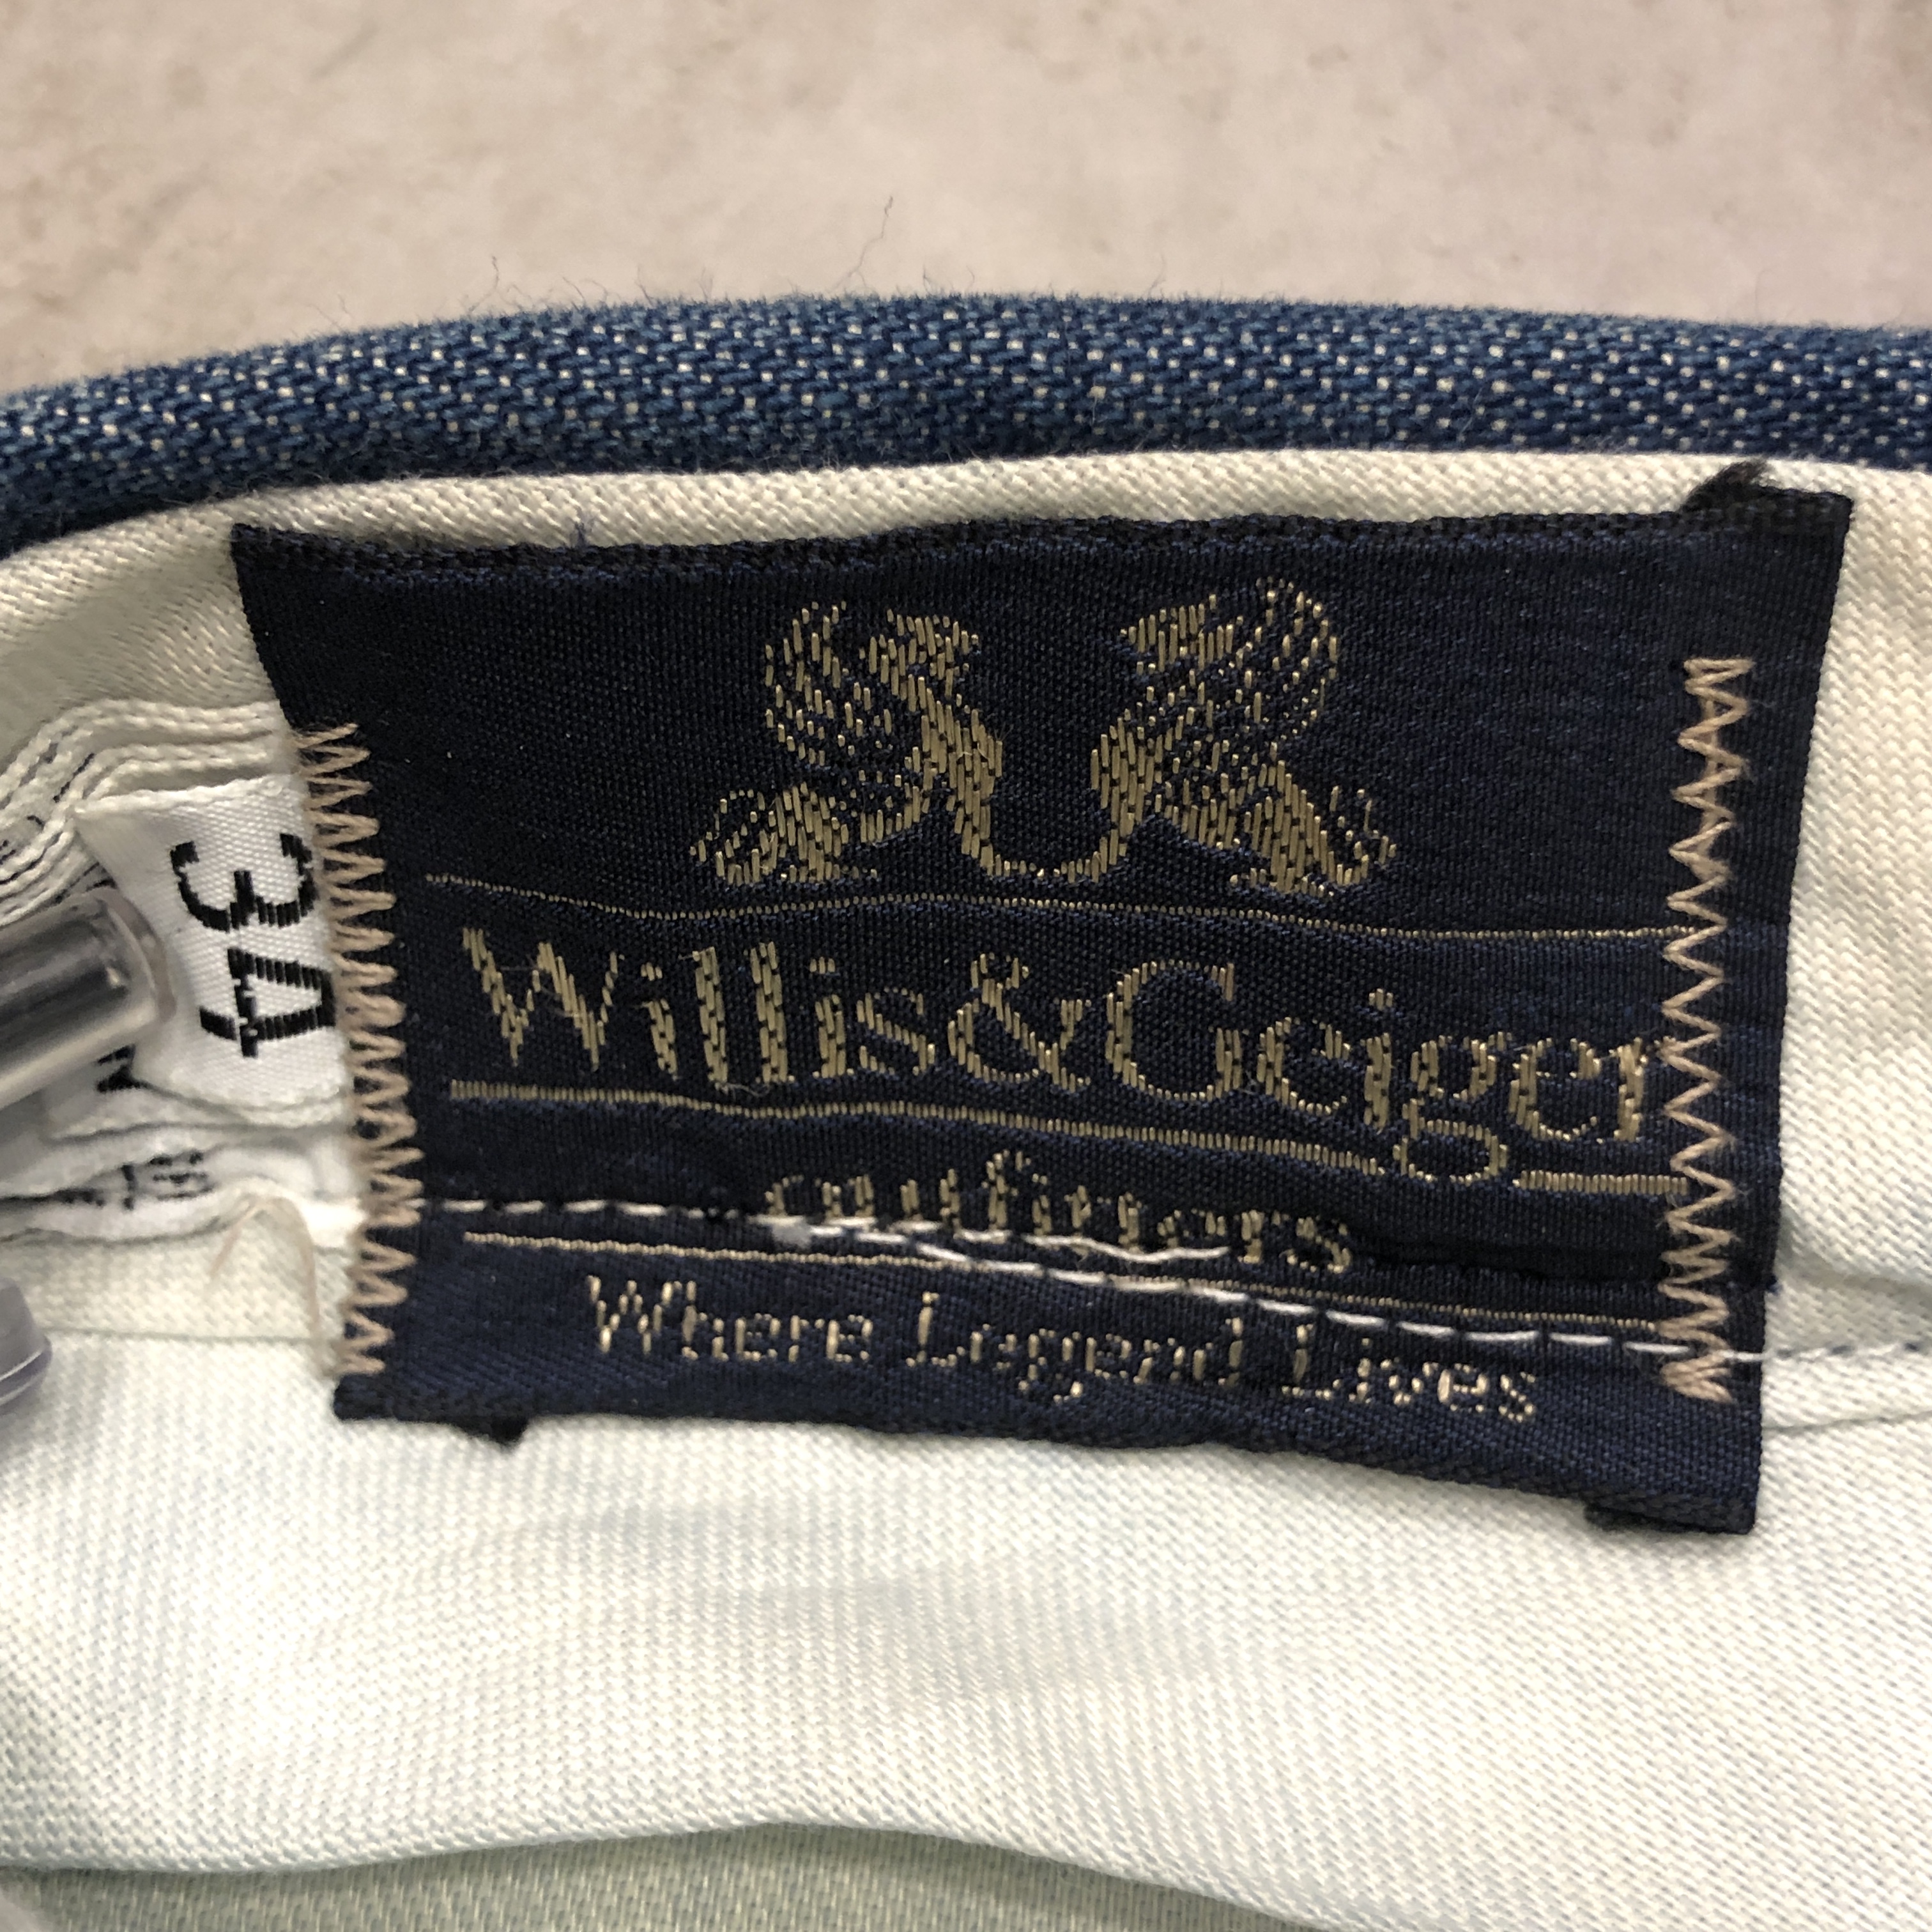 Willis & Geiger
outfitters
Where Legend Lives
34